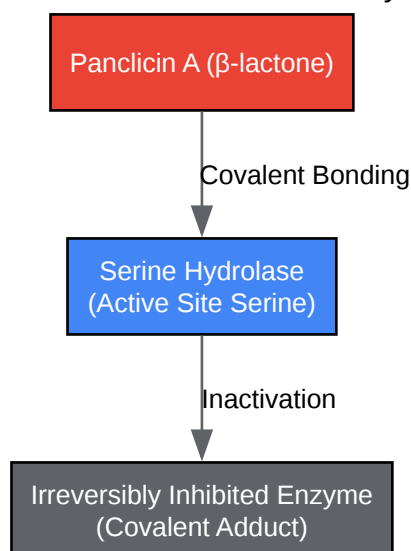 Panclicin A (β-lactone)
Covalent Bonding
Serine Hydrolase
(Active Site Serine)
Inactivation
Irreversibly Inhibited Enzyme
(Covalent Adduct)